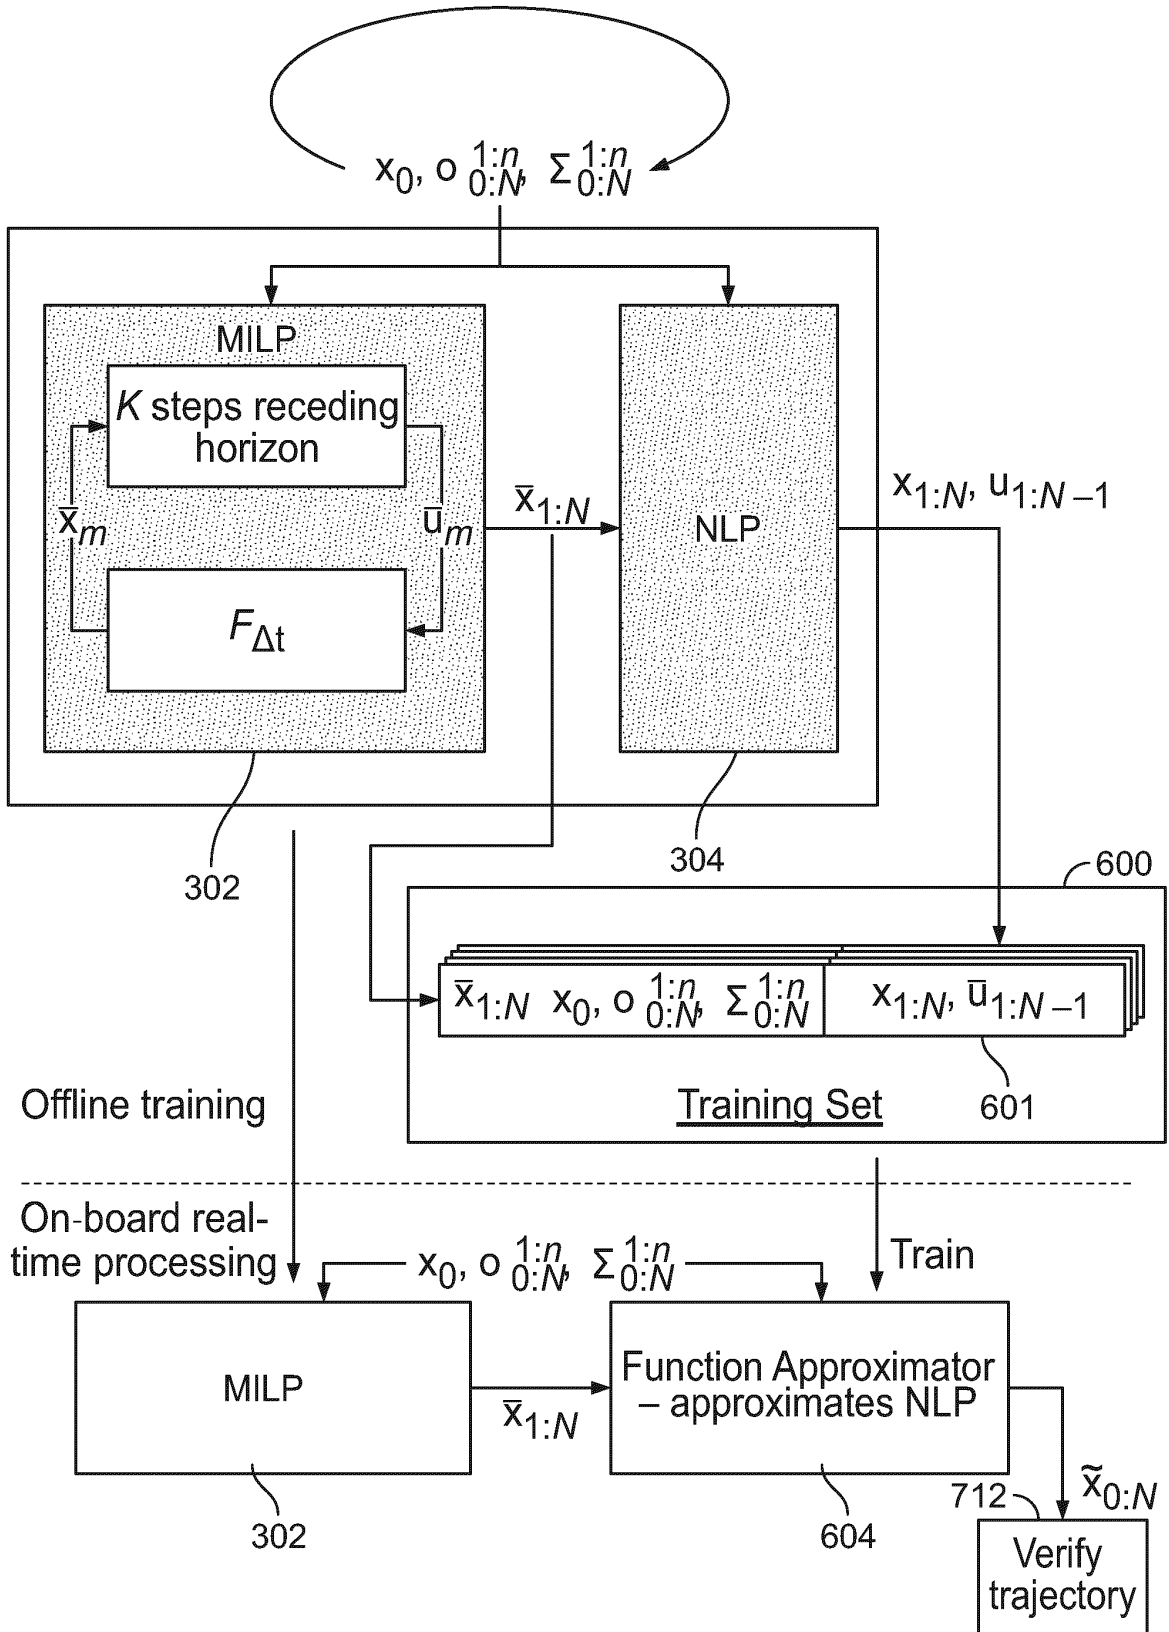 x₀, o 1:n 0:N, Σ 1:n 0:N
MILP
K steps receding
horizon
x̄m
ūm
F∆t
x̄1:N
NLP
x1:N, u1:N –1
302
304
600
x̄1:N x₀, o 1:n 0:N, Σ 1:n 0:N
x1:N, ū1:N –1
Training Set
601
Offline training
On-board real-
time processing
x₀, o 1:n 0:N, Σ 1:n 0:N
Train
MILP
x̄1:N
Function Approximator
– approximates NLP
302
604
712
x̃0:N
Verify
trajectory